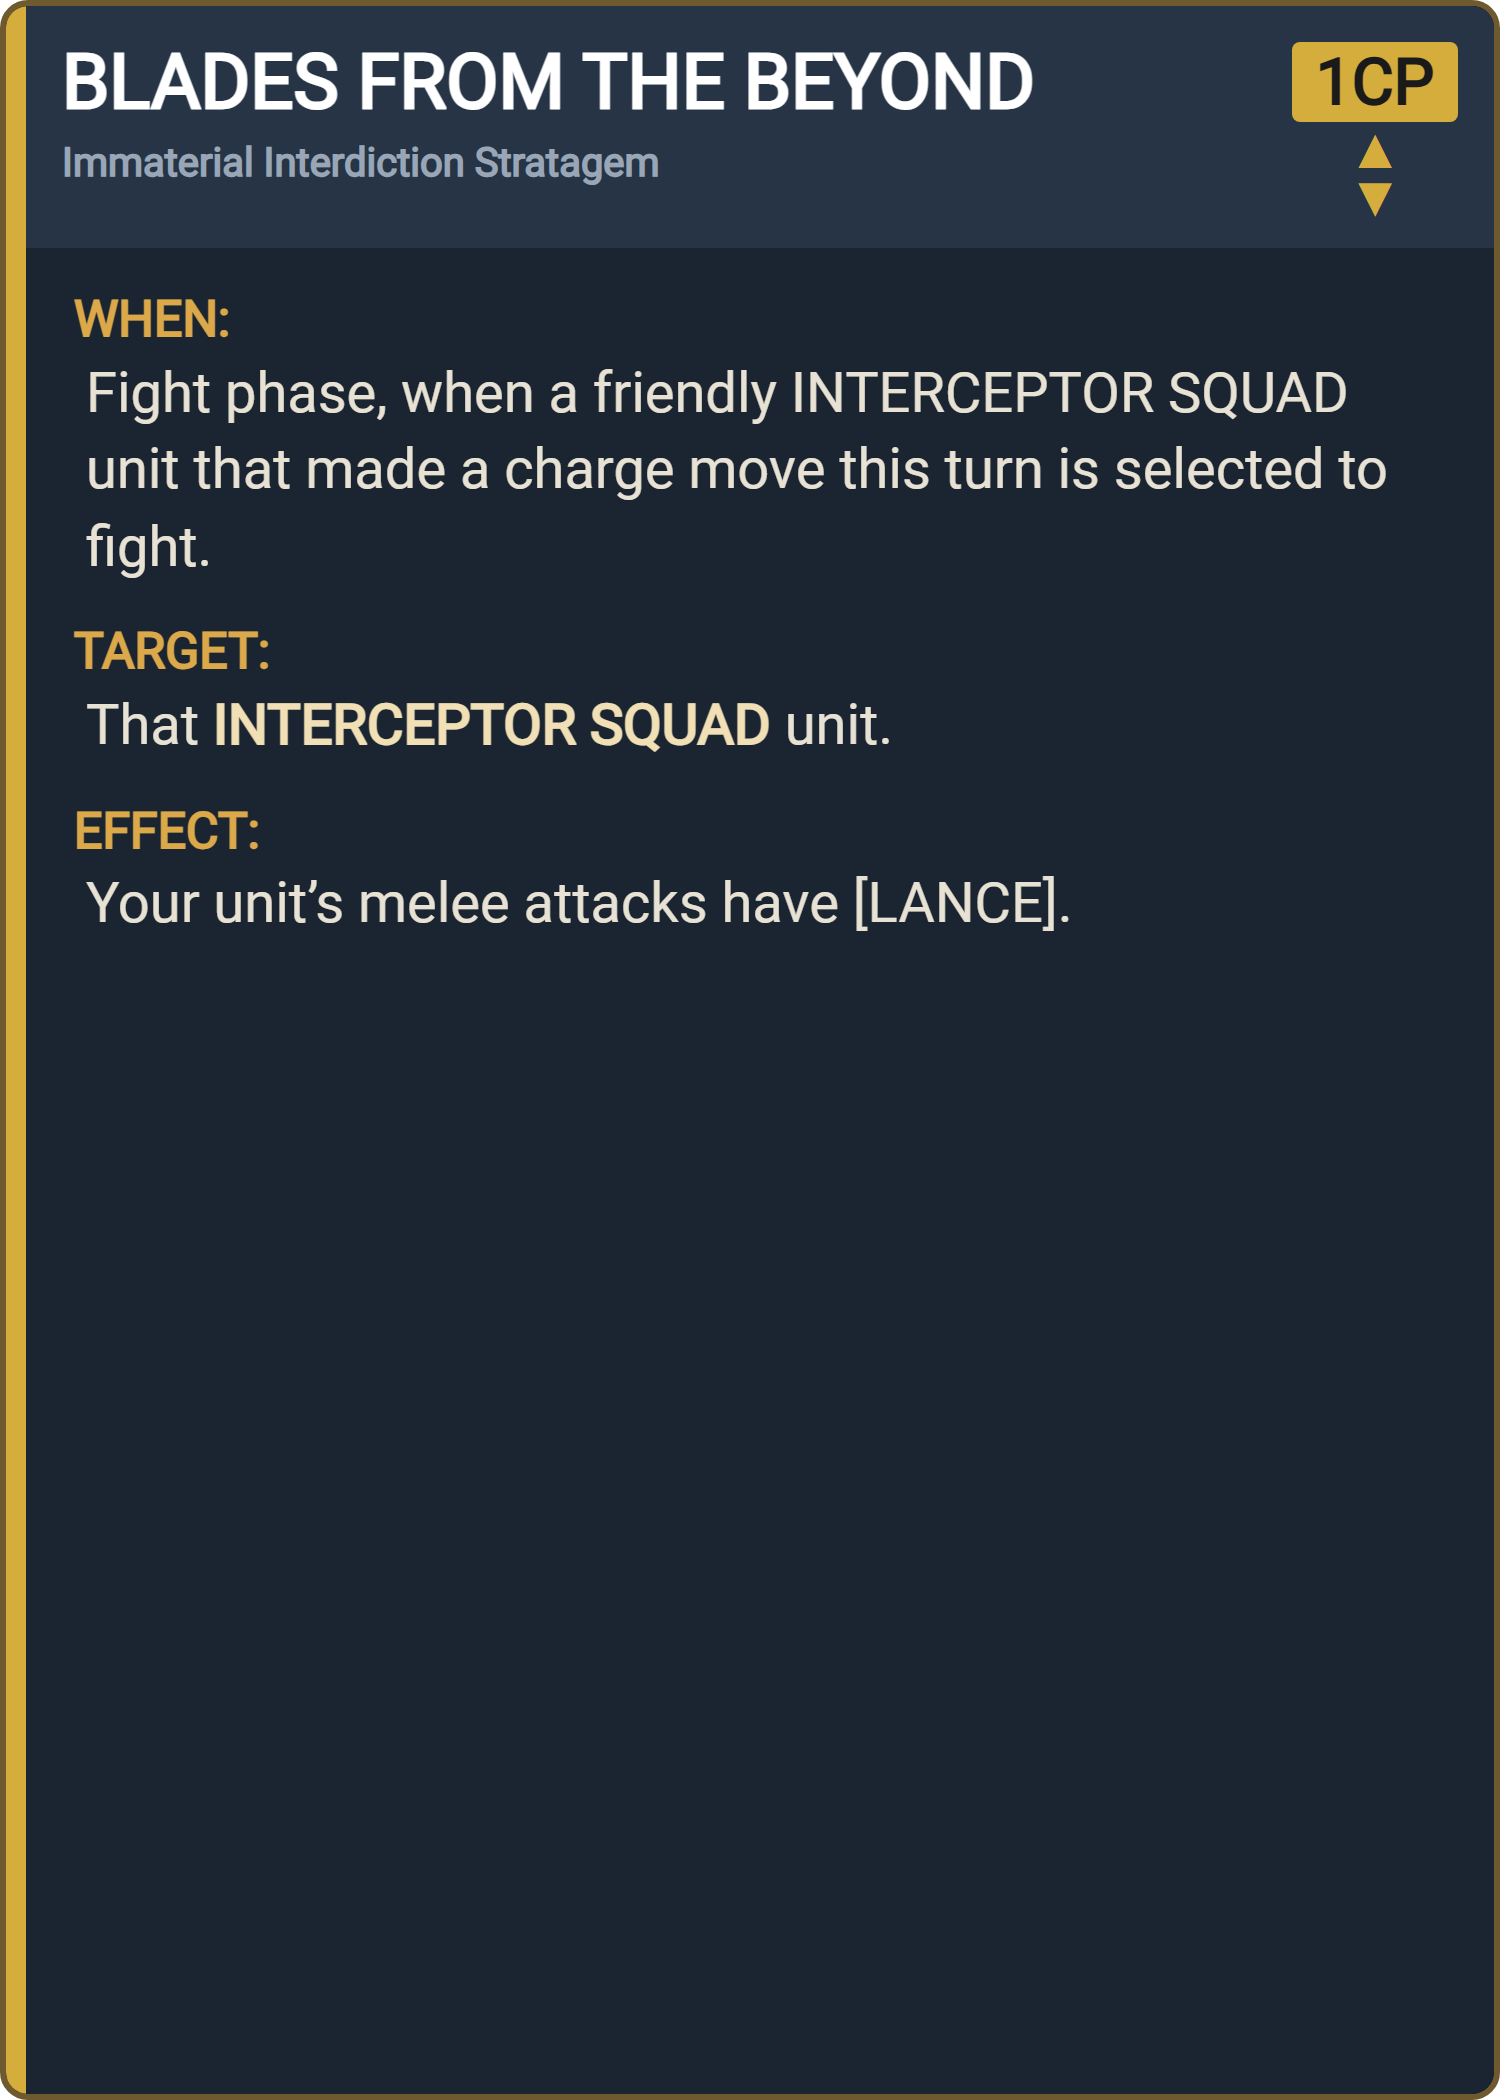 BLADES FROM THE BEYOND
1CP
Immaterial Interdiction Stratagem
WHEN:
Fight phase, when a friendly INTERCEPTOR SQUAD
unit that made a charge move this turn is selected to
fight.
TARGET:
That INTERCEPTOR SQUAD unit.
EFFECT:
Your unit’s melee attacks have [LANCE].